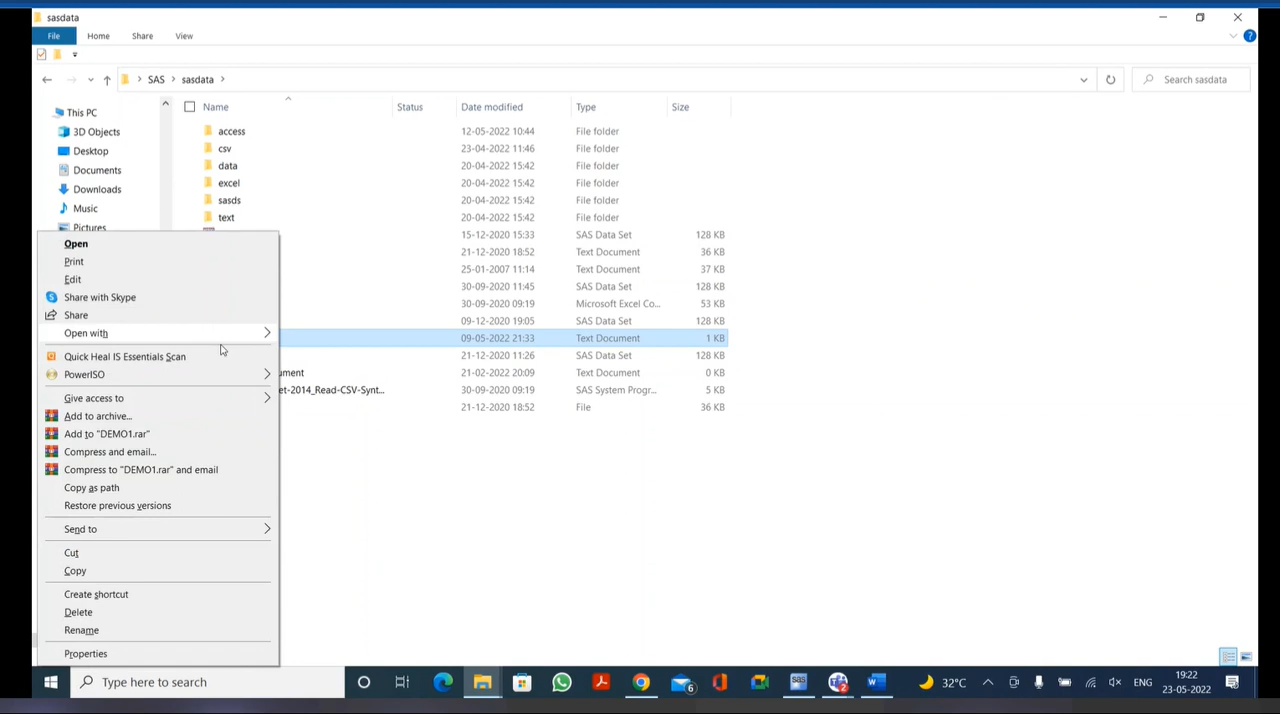 sasdata
File Home Share View
SAS sasdata Search sasdata
Name Status Date modified Type Size
This PC
3D Objects
Desktop
Documents
Downloads
Music
Pictures
access 12-05-2022 10:44 File folder
csv 23-04-2022 11:46 File folder
data 20-04-2022 15:42 File folder
excel 20-04-2022 15:42 File folder
sasds 20-04-2022 15:42 File folder
text 20-04-2022 15:42 File folder
15-12-2020 15:33 SAS Data Set 128 KB
21-12-2020 18:52 Text Document 36 KB
25-01-2007 11:14 Text Document 37 KB
30-09-2020 11:45 SAS Data Set 128 KB
30-09-2020 09:19 Microsoft Excel Co... 53 KB
09-12-2020 19:05 SAS Data Set 128 KB
09-05-2022 21:33 Text Document 1 KB
21-12-2020 11:26 SAS Data Set 128 KB
ument 21-02-2022 20:09 Text Document 0 KB
et-2014_Read-CSV-Synt... 30-09-2020 09:19 SAS System Progr... 5 KB
21-12-2020 18:52 File 36 KB
Open
Print
Edit
Share with Skype
Share
Open with
Quick Heal IS Essentials Scan
PowerISO
Give access to
Add to archive...
Add to "DEMO1.rar"
Compress and email...
Compress to "DEMO1.rar" and email
Copy as path
Restore previous versions
Send to
Cut
Copy
Create shortcut
Delete
Rename
Properties
Type here to search
6
sas
2
32°C
ENG
19:22
23-05-2022